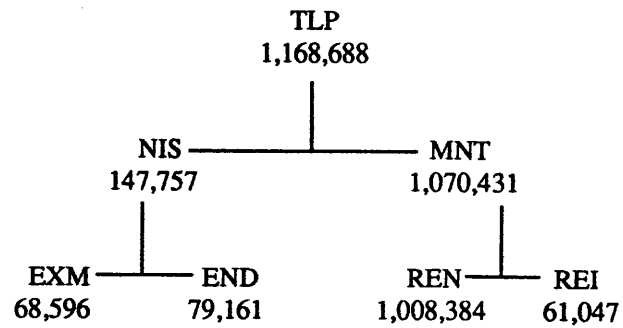 TLP
1,168,688
NIS MNT
147,757 1,070,431
EXM END REN REI
68,596 79,161 1,008,384 61,047